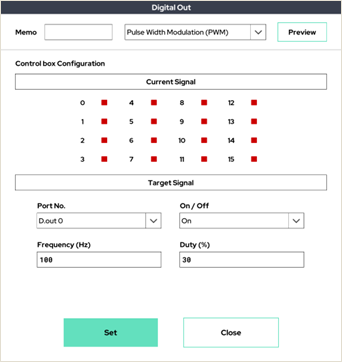 Digital Out
Memo Pulse Width Modulation (PWM) Preview
Control box Configuration
Current Signal
0 4 8 12
1 5 9 13
2 6 10 14
3 7 11 15
Target Signal
Port No. On / Off
D.out 0 On
Frequency (Hz) Duty (%)
100 30
Set Close